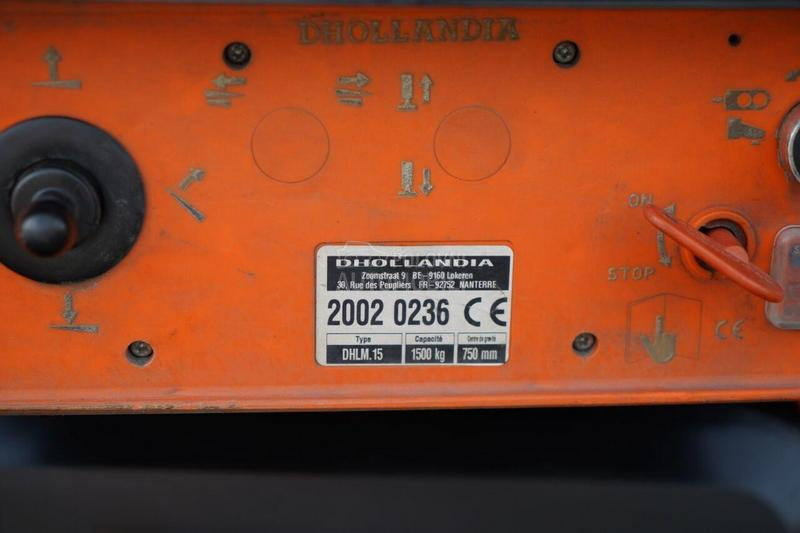 DHOLLANDIA
ON
STOP
CE
DHOLLANDIA
Zoomstraat 9 BE-9160 Lokeren
30, Rue des Peupliers FR-92752 NANTERRE
2002 0236 CE
Type Capacité Centre de gravité
DHLM.15 1500 kg 750 mm